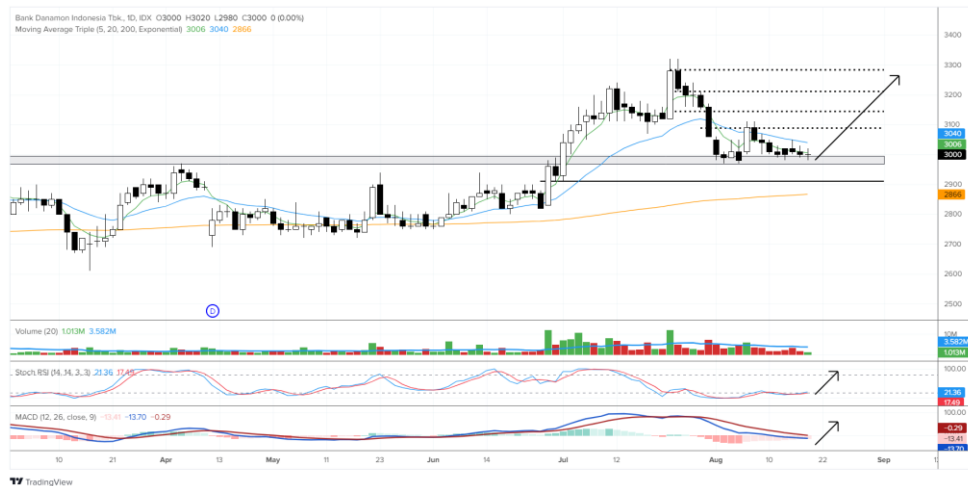 Bank Danamon Indonesia Tbk., 1D, IDX O3000 H3020 L2980 C3000 0 (0.00%)
Moving Average Triple (5, 20, 200, Exponential) 3006 3040 2866
3400
3300
3200
3100
3040
3006
3000
2900
2866
2800
2700
2600
2500
D
Volume (20) 1.013M 3.582M
10M
3.582M
1.013M
Stoch RSI (14, 14, 3, 3) 21.36 17.49
100.00
21.36
17.49
MACD (12, 26, close, 9) -13.41 -13.70 -0.29
100.00
-0.29
-13.41
-13.70
10 21 Apr 13 May 11 23 Jun 14 Jul 12 Aug 10 22 Sep
TradingView